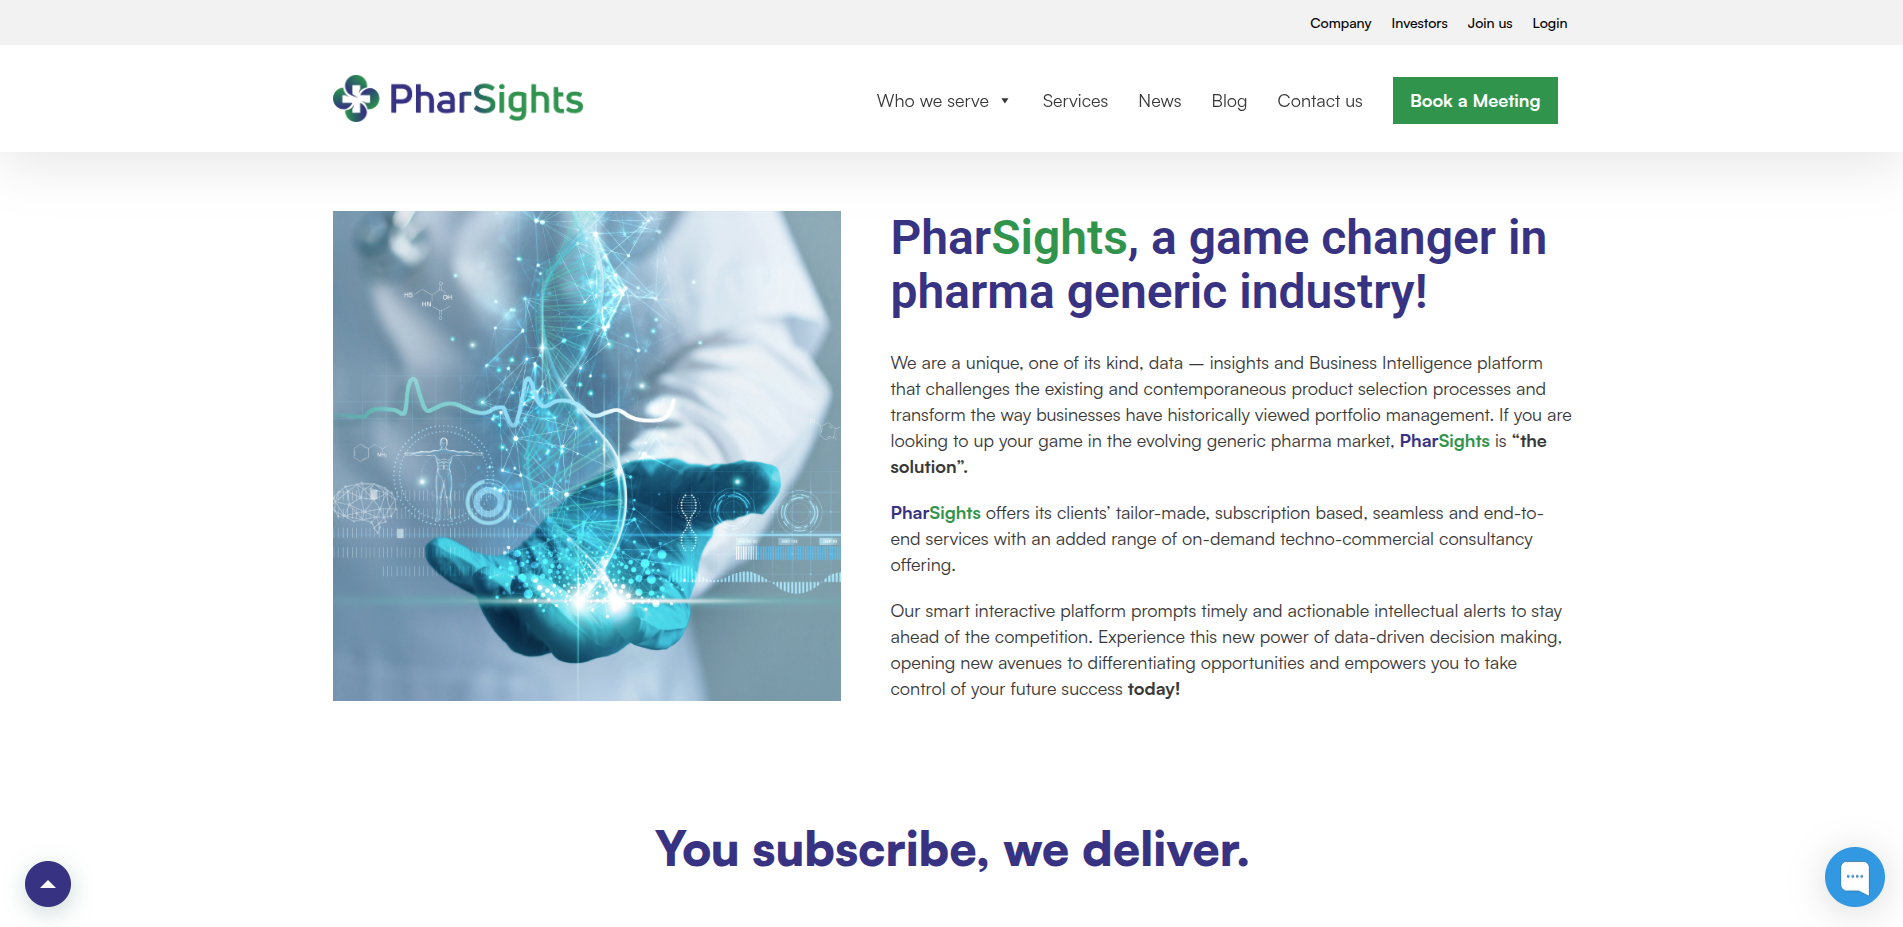 Company Investors Join us Login
PharSights
Who we serve Services News Blog Contact us Book a Meeting
PharSights, a game changer in
pharma generic industry!
We are a unique, one of its kind, data – insights and Business Intelligence platform
that challenges the existing and contemporaneous product selection processes and
transform the way businesses have historically viewed portfolio management. If you are
looking to up your game in the evolving generic pharma market, PharSights is “the
solution”.
PharSights offers its clients’ tailor-made, subscription based, seamless and end-to-
end services with an added range of on-demand techno-commercial consultancy
offering.
Our smart interactive platform prompts timely and actionable intellectual alerts to stay
ahead of the competition. Experience this new power of data-driven decision making,
opening new avenues to differentiating opportunities and empowers you to take
control of your future success today!
HS
OH
HN
NH₂
You subscribe, we deliver.